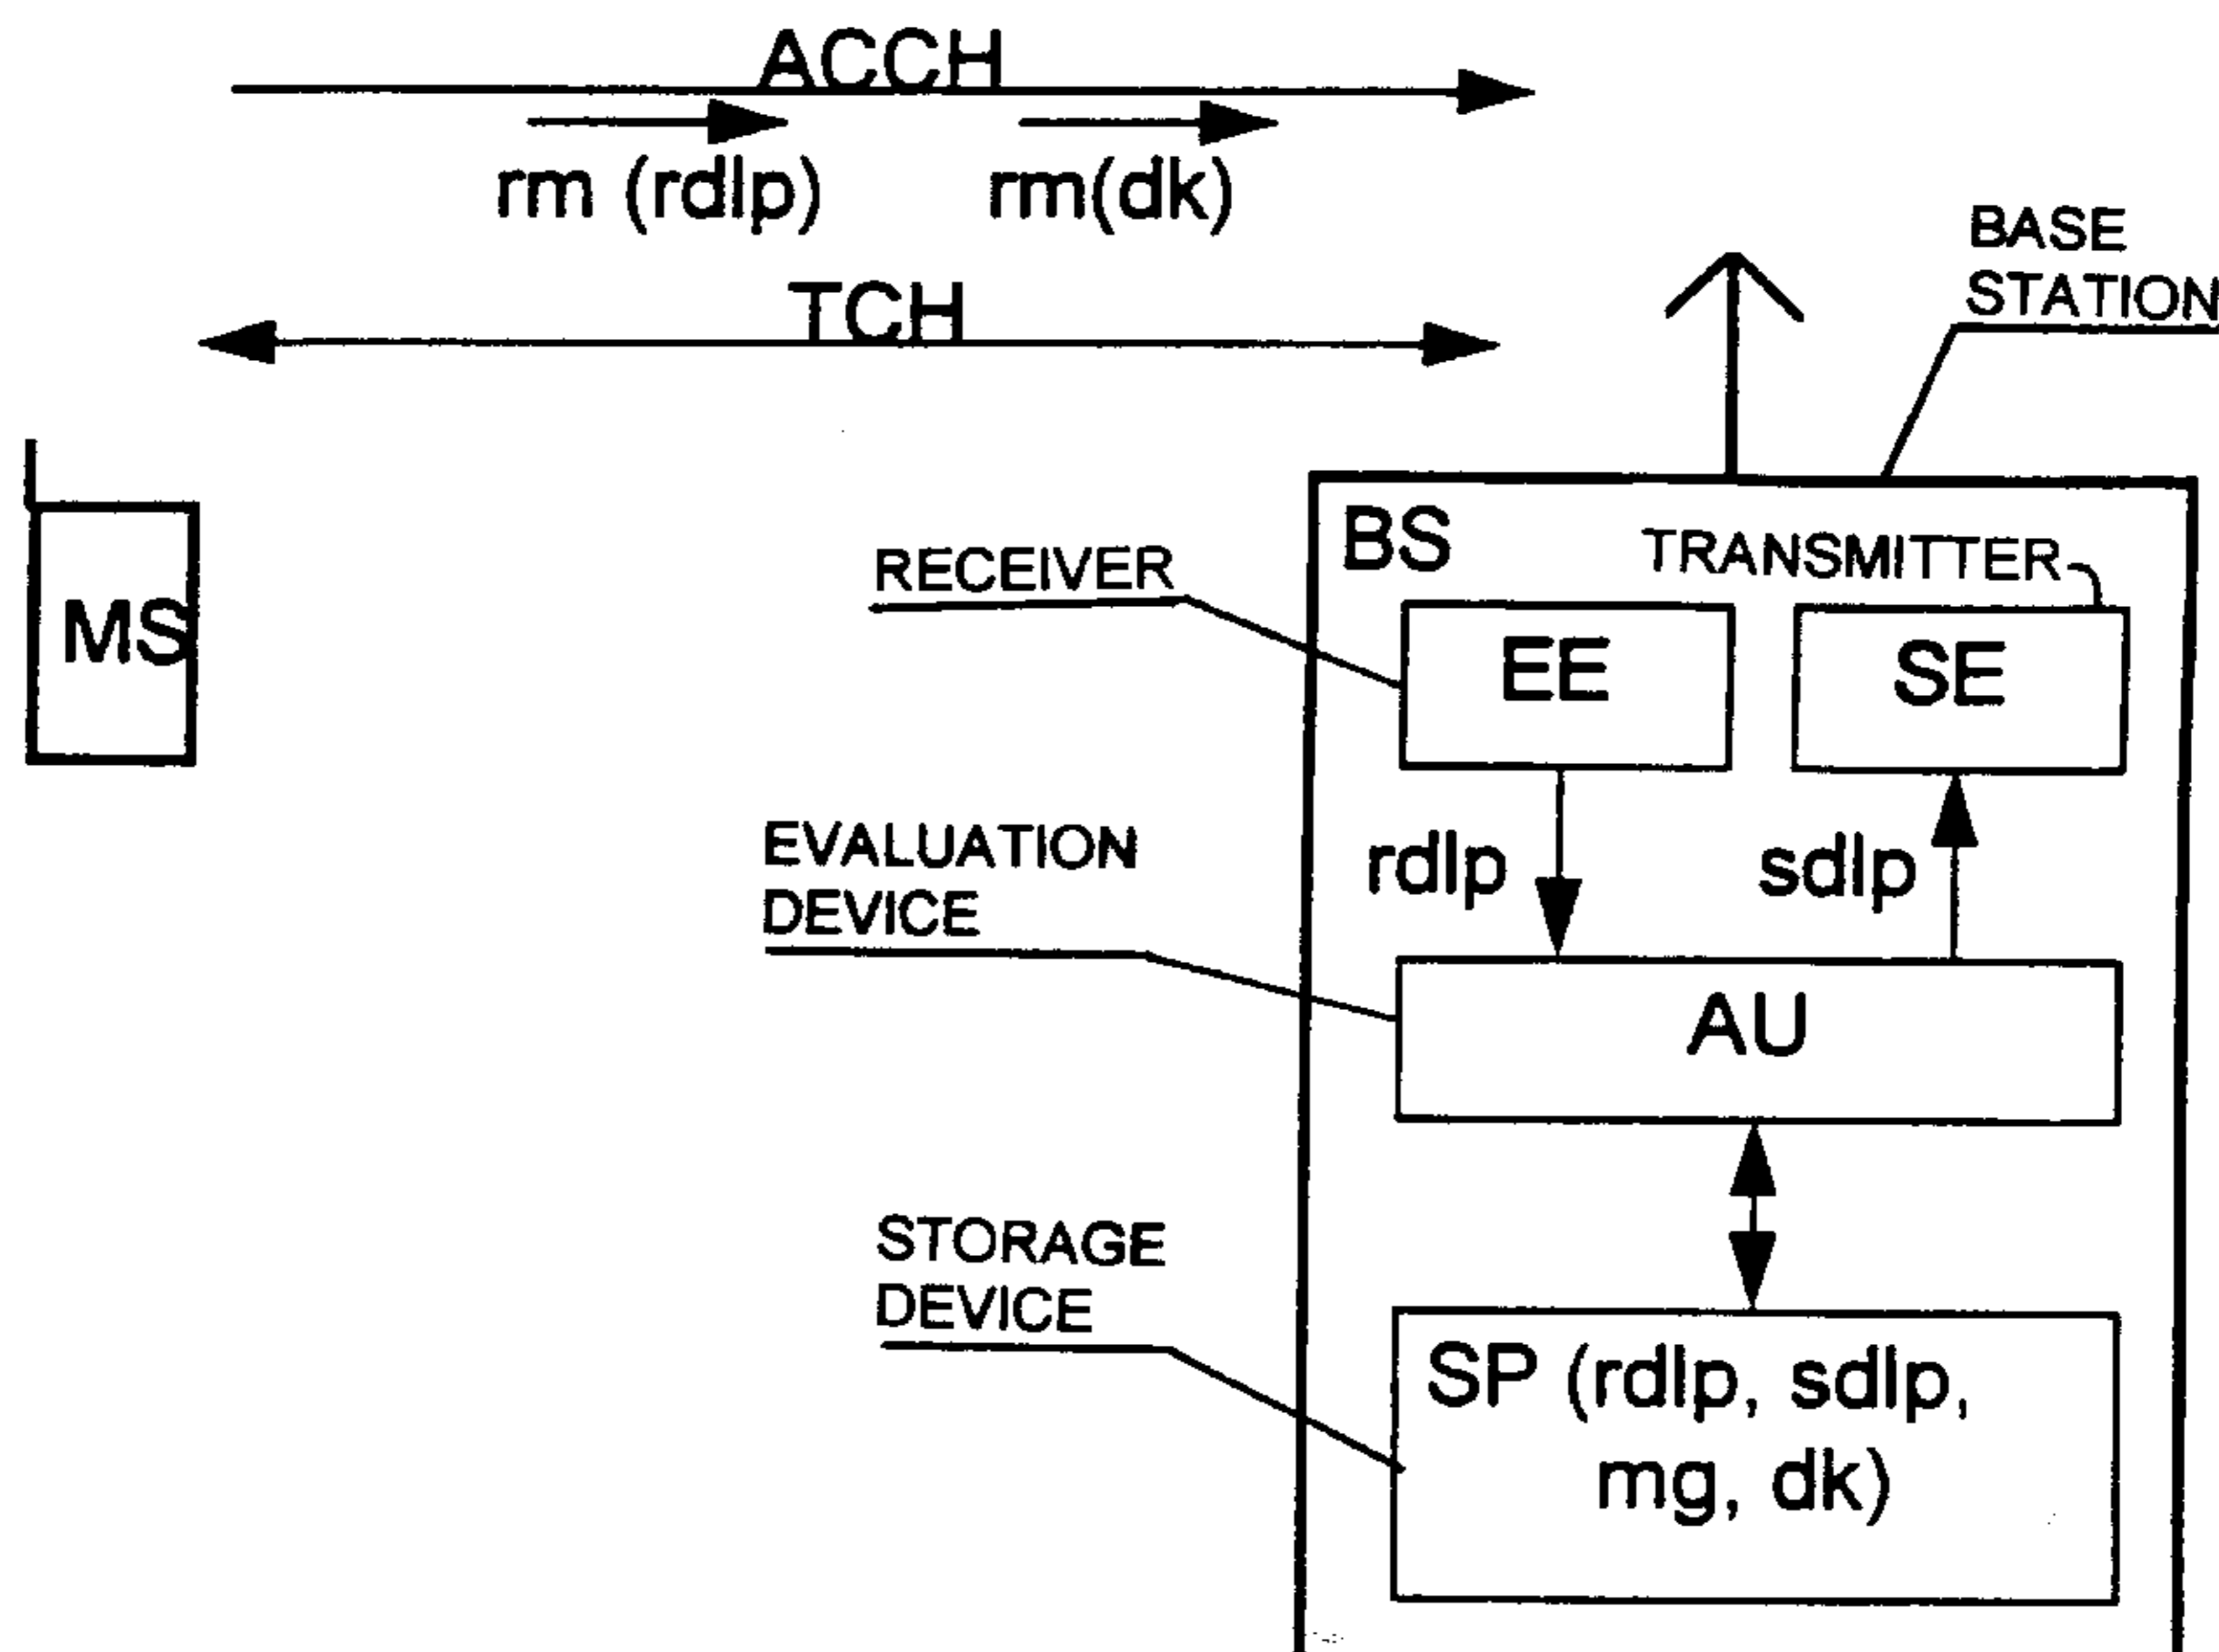 ACCH
rm (rdlp) rm(dk)
TCH
BASE
STATION
MS
BS
RECEIVER
TRANSMITTER
EE
SE
EVALUATION
DEVICE
rdlp
sdlp
AU
STORAGE
DEVICE
SP (rdlp, sdlp,
mg, dk)